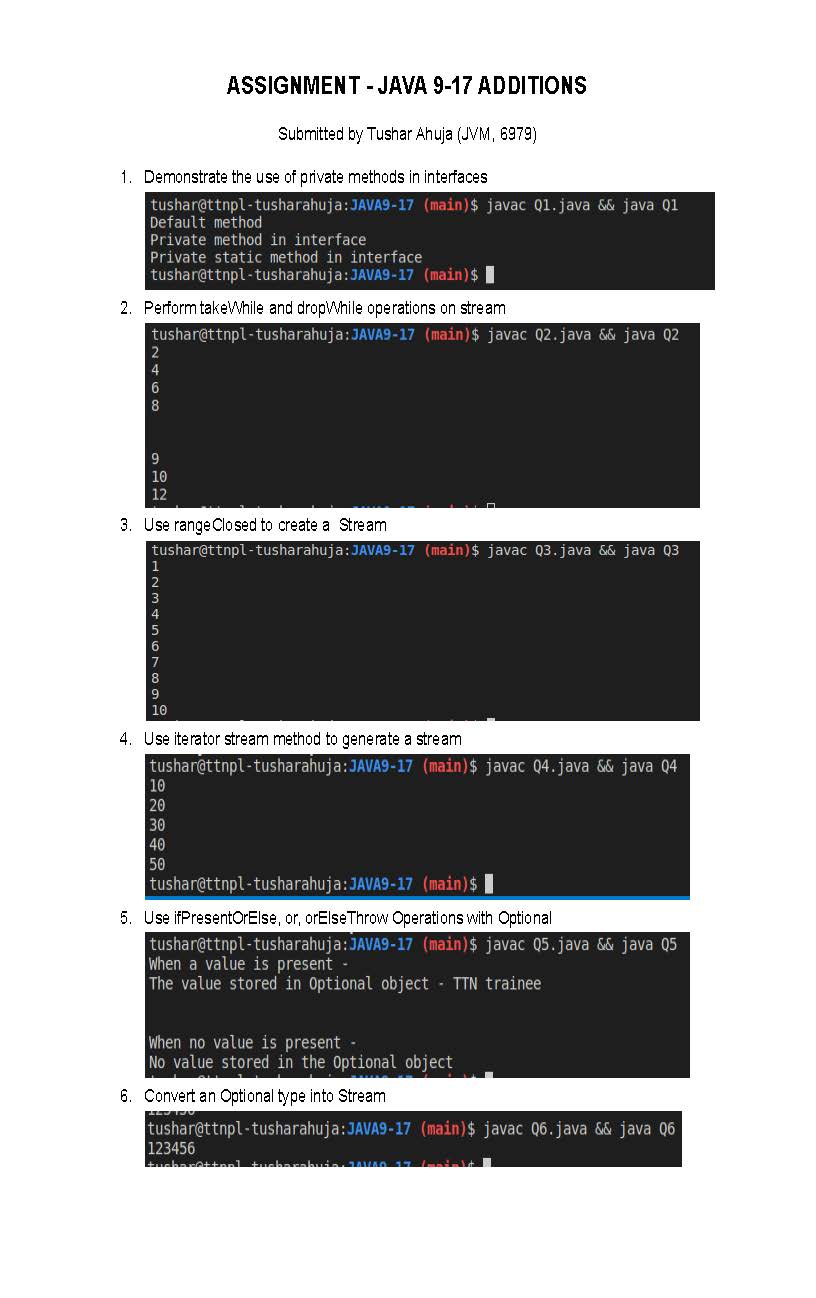 ASSIGNMENT - JAVA 9-17 ADDITIONS
Submitted by Tushar Ahuja (JVM, 6979)
1. Demonstrate the use of private methods in interfaces
tushar@ttnpl-tusharahuja:JAVA9-17 (main)$ javac Q1.java && java Q1
Default method
Private method in interface
Private static method in interface
tushar@ttnpl-tusharahuja:JAVA9-17 (main)$
2. Perform takeWhile and dropWhile operations on stream
tushar@ttnpl-tusharahuja:JAVA9-17 (main)$ javac Q2.java && java Q2
2
4
6
8
9
10
12
3. Use rangeClosed to create a Stream
tushar@ttnpl-tusharahuja:JAVA9-17 (main)$ javac Q3.java && java Q3
1
2
3
4
5
6
7
8
9
10
4. Use iterator stream method to generate a stream
tushar@ttnpl-tusharahuja:JAVA9-17 (main)$ javac Q4.java && java Q4
10
20
30
40
50
tushar@ttnpl-tusharahuja:JAVA9-17 (main)$
5. Use ifPresentOrElse, or, orElseThrow Operations with Optional
tushar@ttnpl-tusharahuja:JAVA9-17 (main)$ javac Q5.java && java Q5
When a value is present -
The value stored in Optional object - TTN trainee
When no value is present -
No value stored in the Optional object
6. Convert an Optional type into Stream
123456
tushar@ttnpl-tusharahuja:JAVA9-17 (main)$ javac Q6.java && java Q6
123456
tushar@ttnpl-tusharahuja:JAVA9-17 (main)$